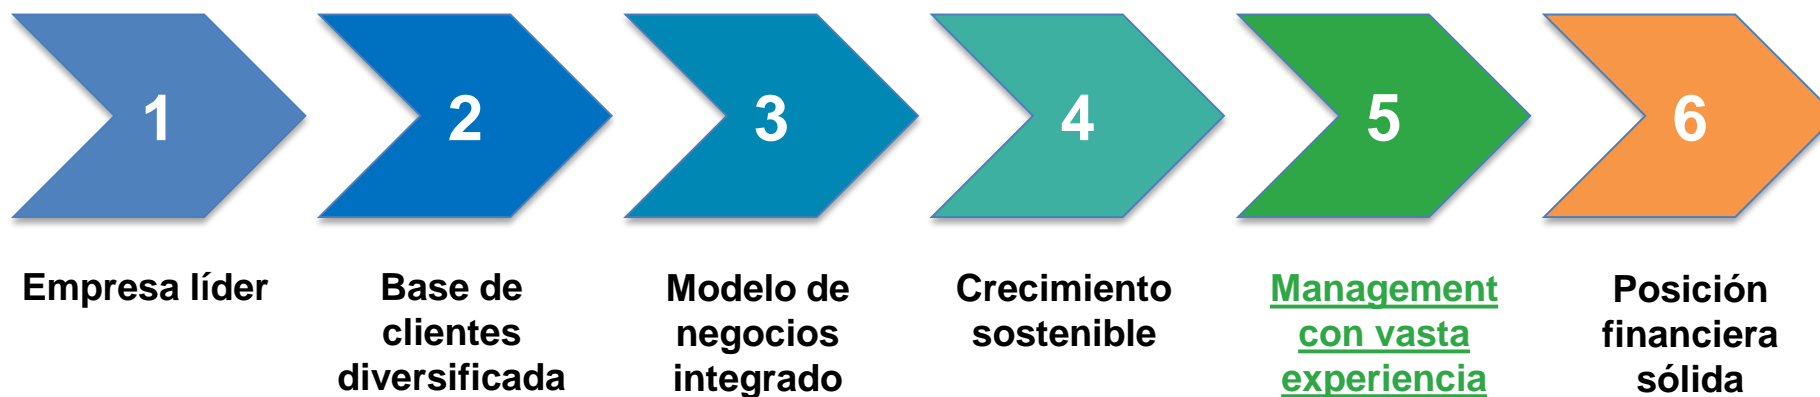 1
2
3
4
5
6
Empresa líder
Base de
clientes
diversificada
Modelo de
negocios
integrado
Crecimiento
sostenible
Management
con vasta
experiencia
Posición
financiera
sólida